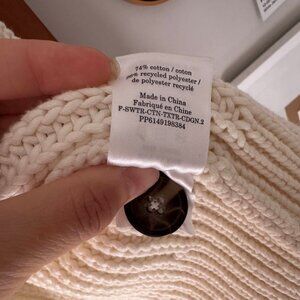 74% cotton / coton
recycled polyester /
de polyester recyclé
Made in China
Fabriqué en Chine
F-SWTR-CTN-TXTR-CDGN.2
PP6149198384